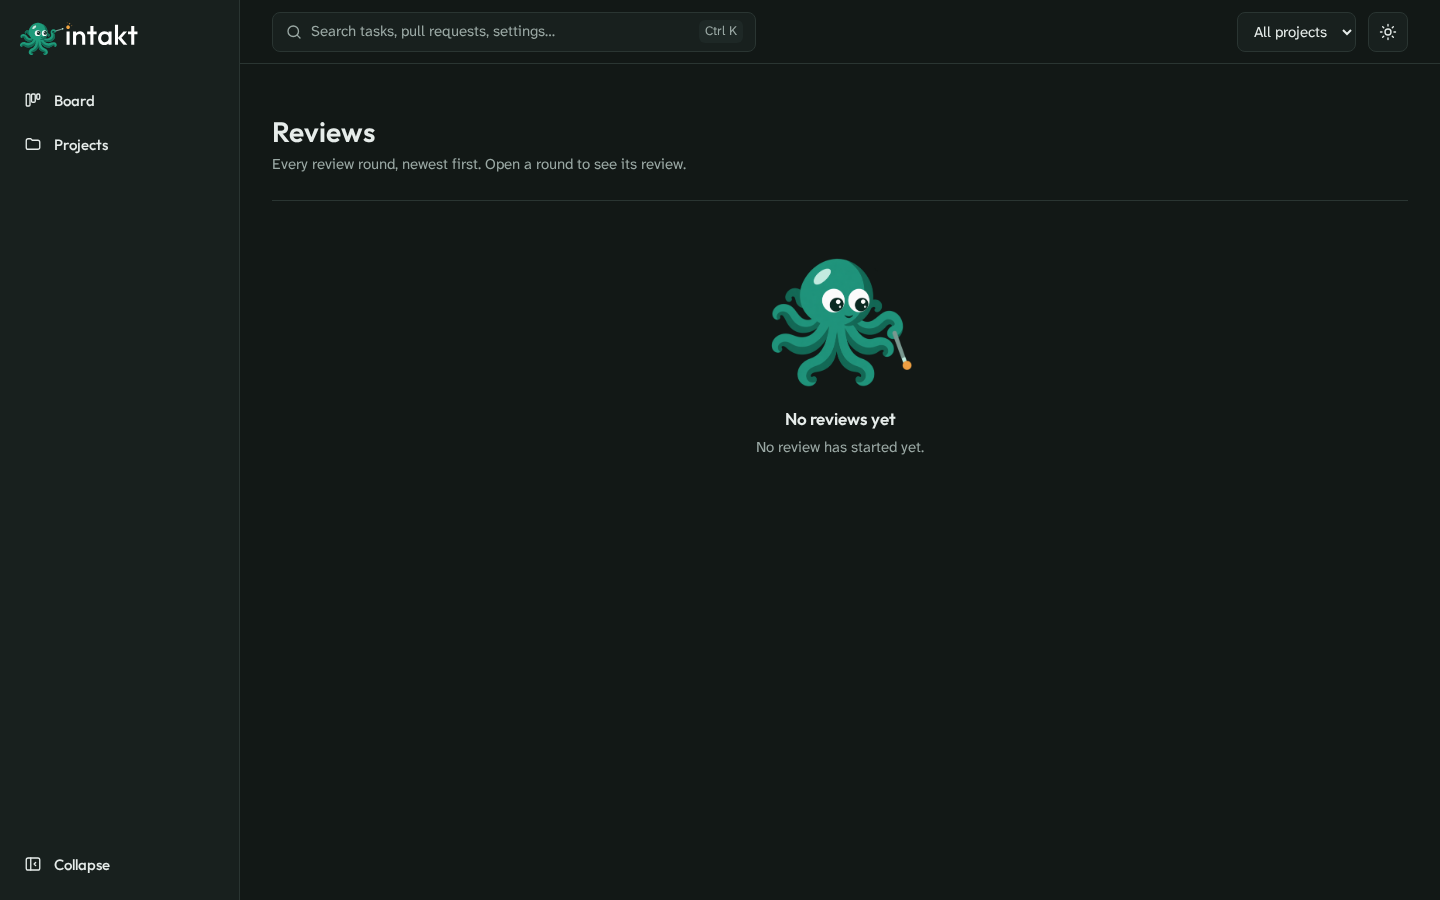 intakt
Search tasks, pull requests, settings...
Ctrl K
All projects
Board
Projects
Reviews
Every review round, newest first. Open a round to see its review.
No reviews yet
No review has started yet.
Collapse